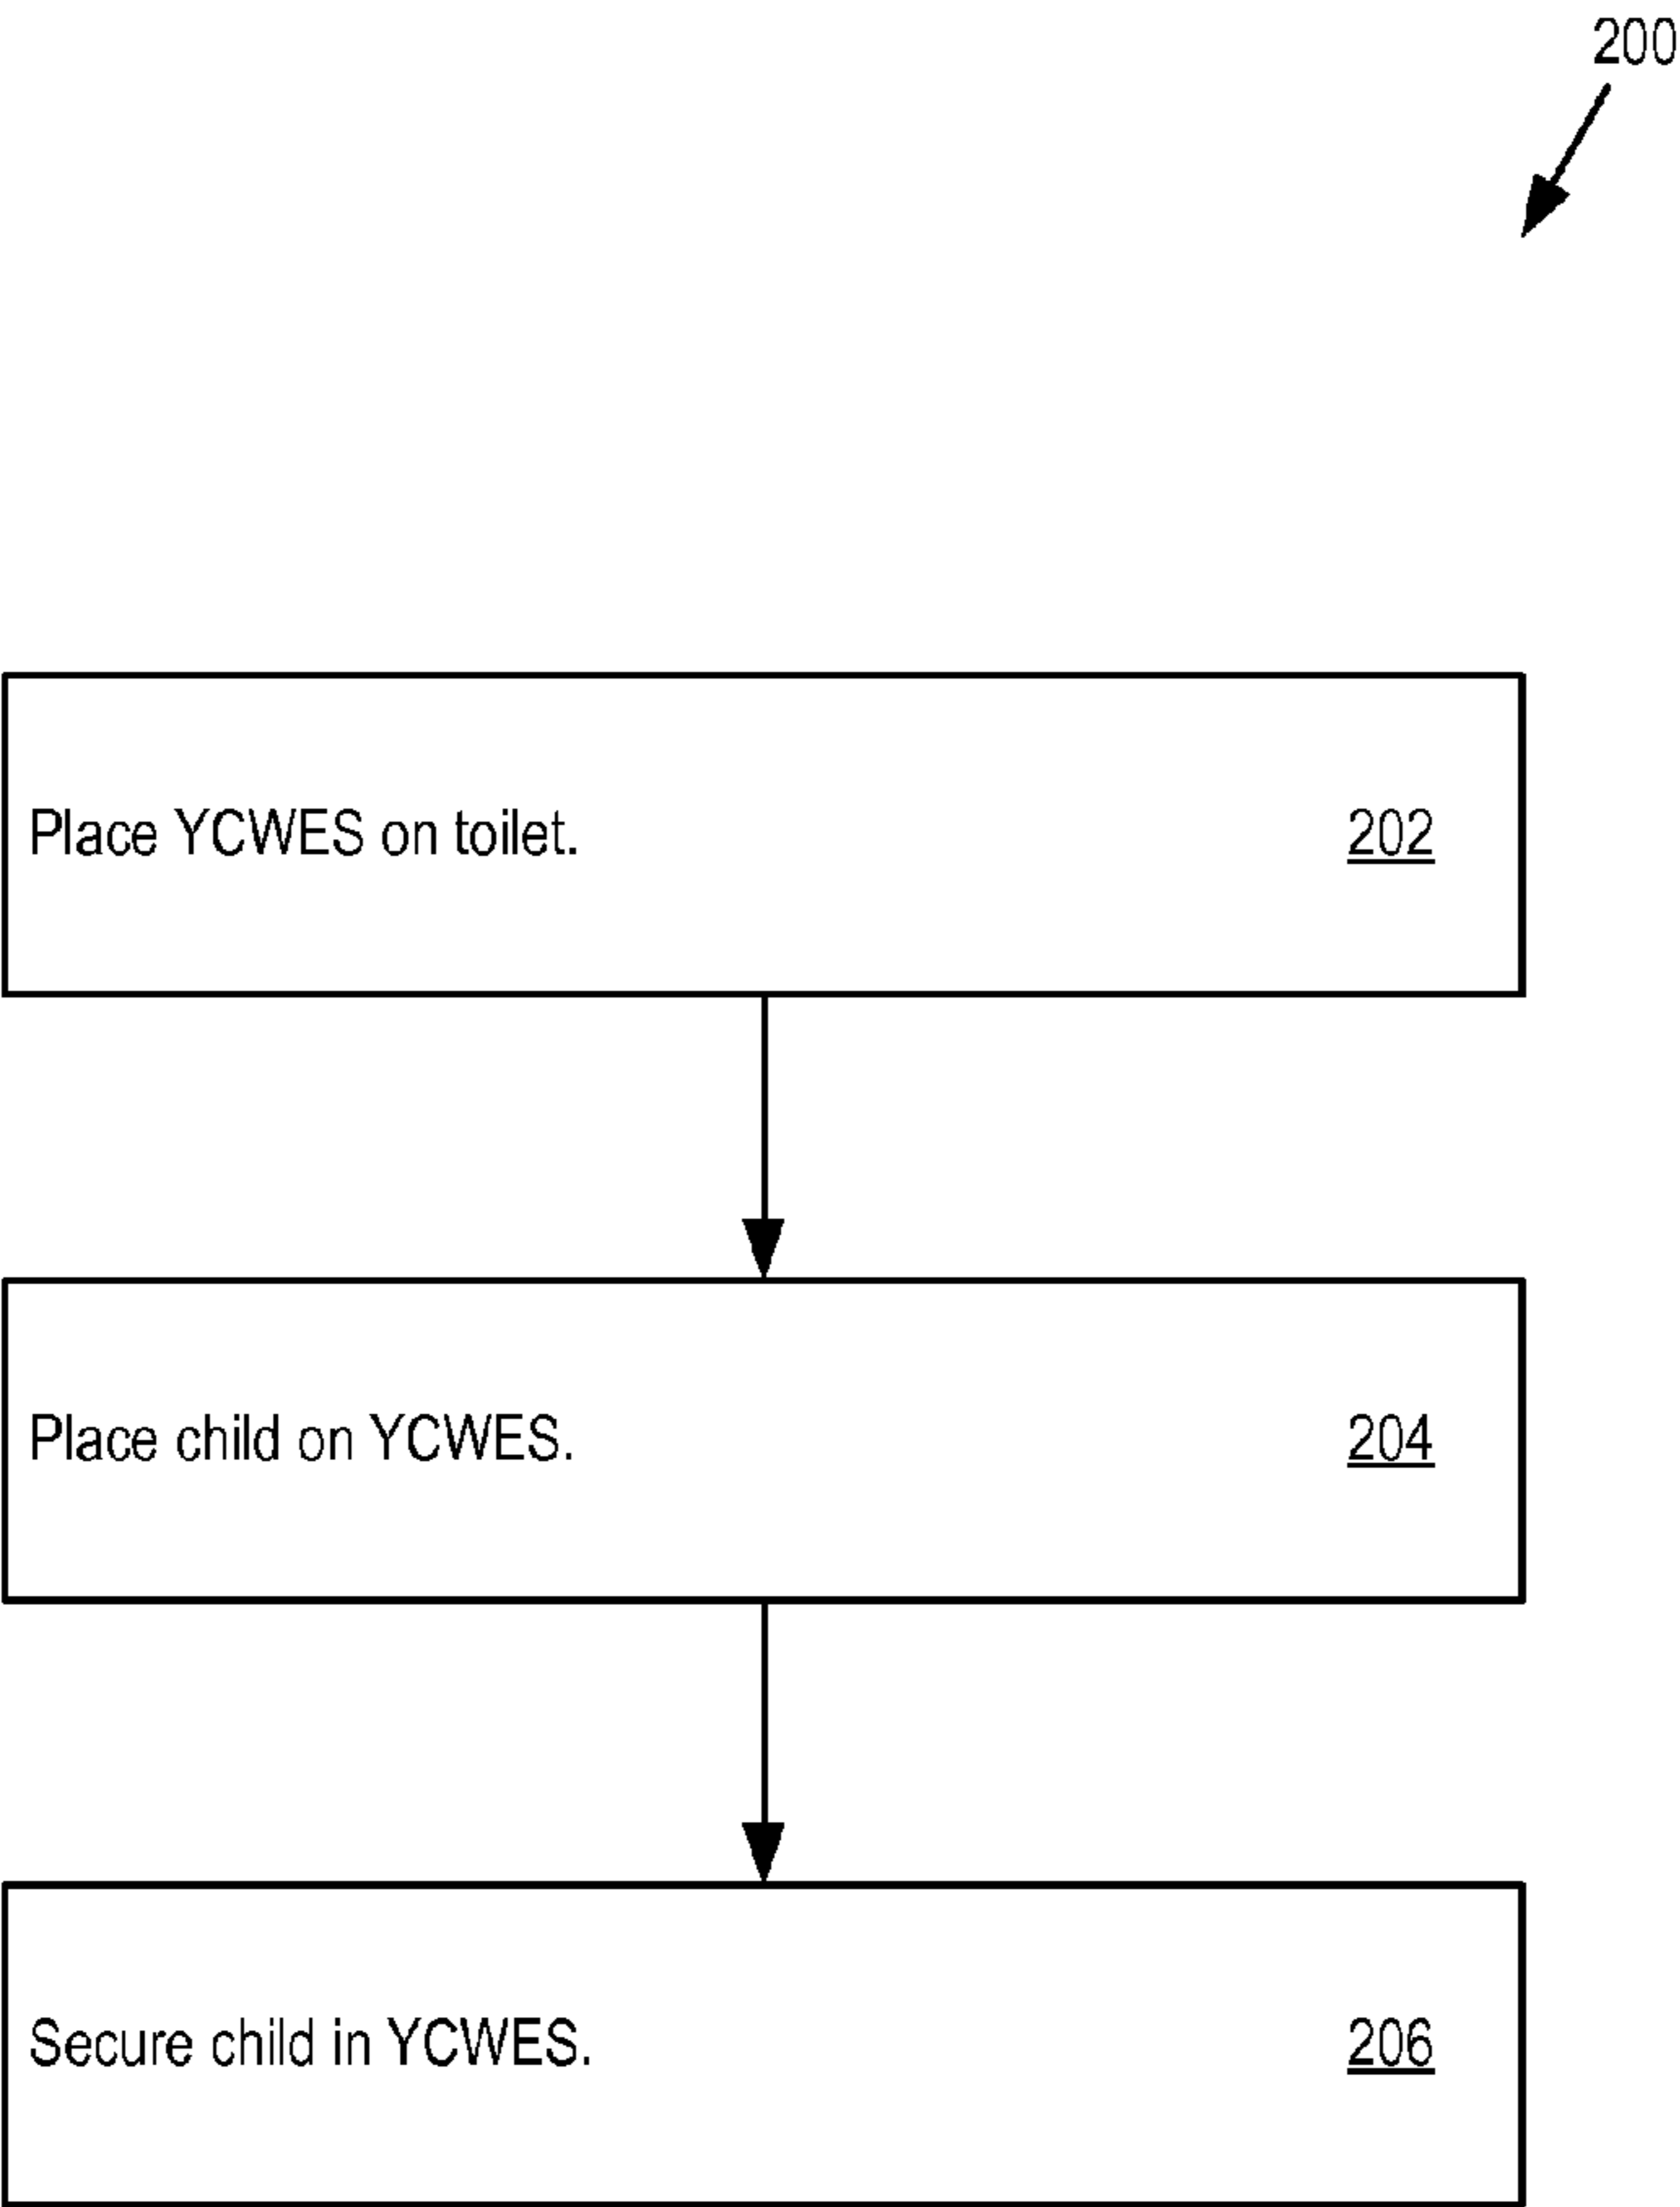 200
Place YCWES on toilet. 202
Place child on YCWES. 204
Secure child in YCWES. 206